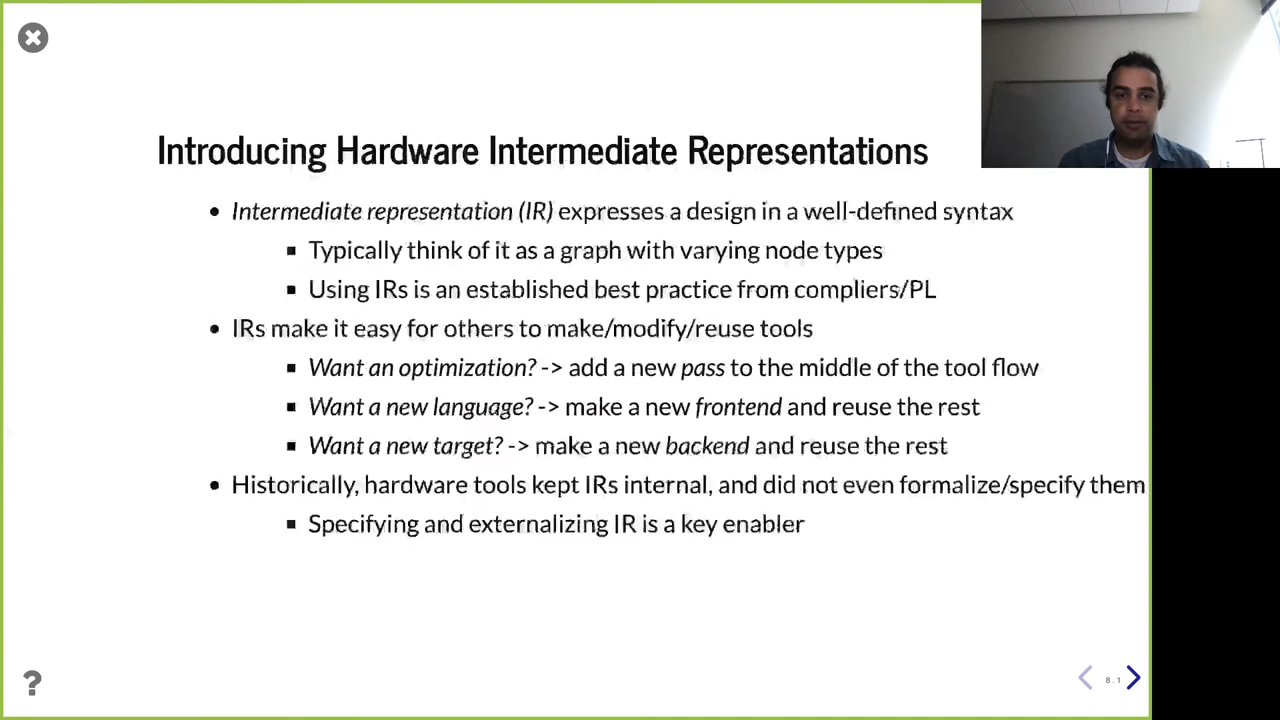 Introducing Hardware Intermediate Representations
Intermediate representation (IR) expresses a design in a well-defined syntax
Typically think of it as a graph with varying node types
Using IRs is an established best practice from compliers/PL
IRs make it easy for others to make/modify/reuse tools
Want an optimization? -> add a new pass to the middle of the tool flow
Want a new language? -> make a new frontend and reuse the rest
Want a new target? -> make a new backend and reuse the rest
Historically, hardware tools kept IRs internal, and did not even formalize/specify them
Specifying and externalizing IR is a key enabler
?
8.1